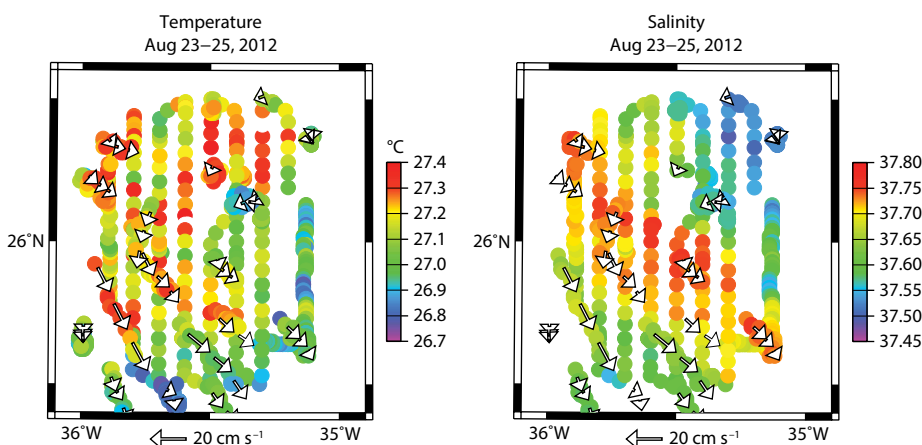 Temperature
Aug 23–25, 2012
Salinity
Aug 23–25, 2012
°C
27.4
27.3
27.2
27.1
27.0
26.9
26.8
26.7
37.80
37.75
37.70
37.65
37.60
37.55
37.50
37.45
26°N
26°N
36°W
20 cm s⁻¹
35°W
36°W
20 cm s⁻¹
35°W